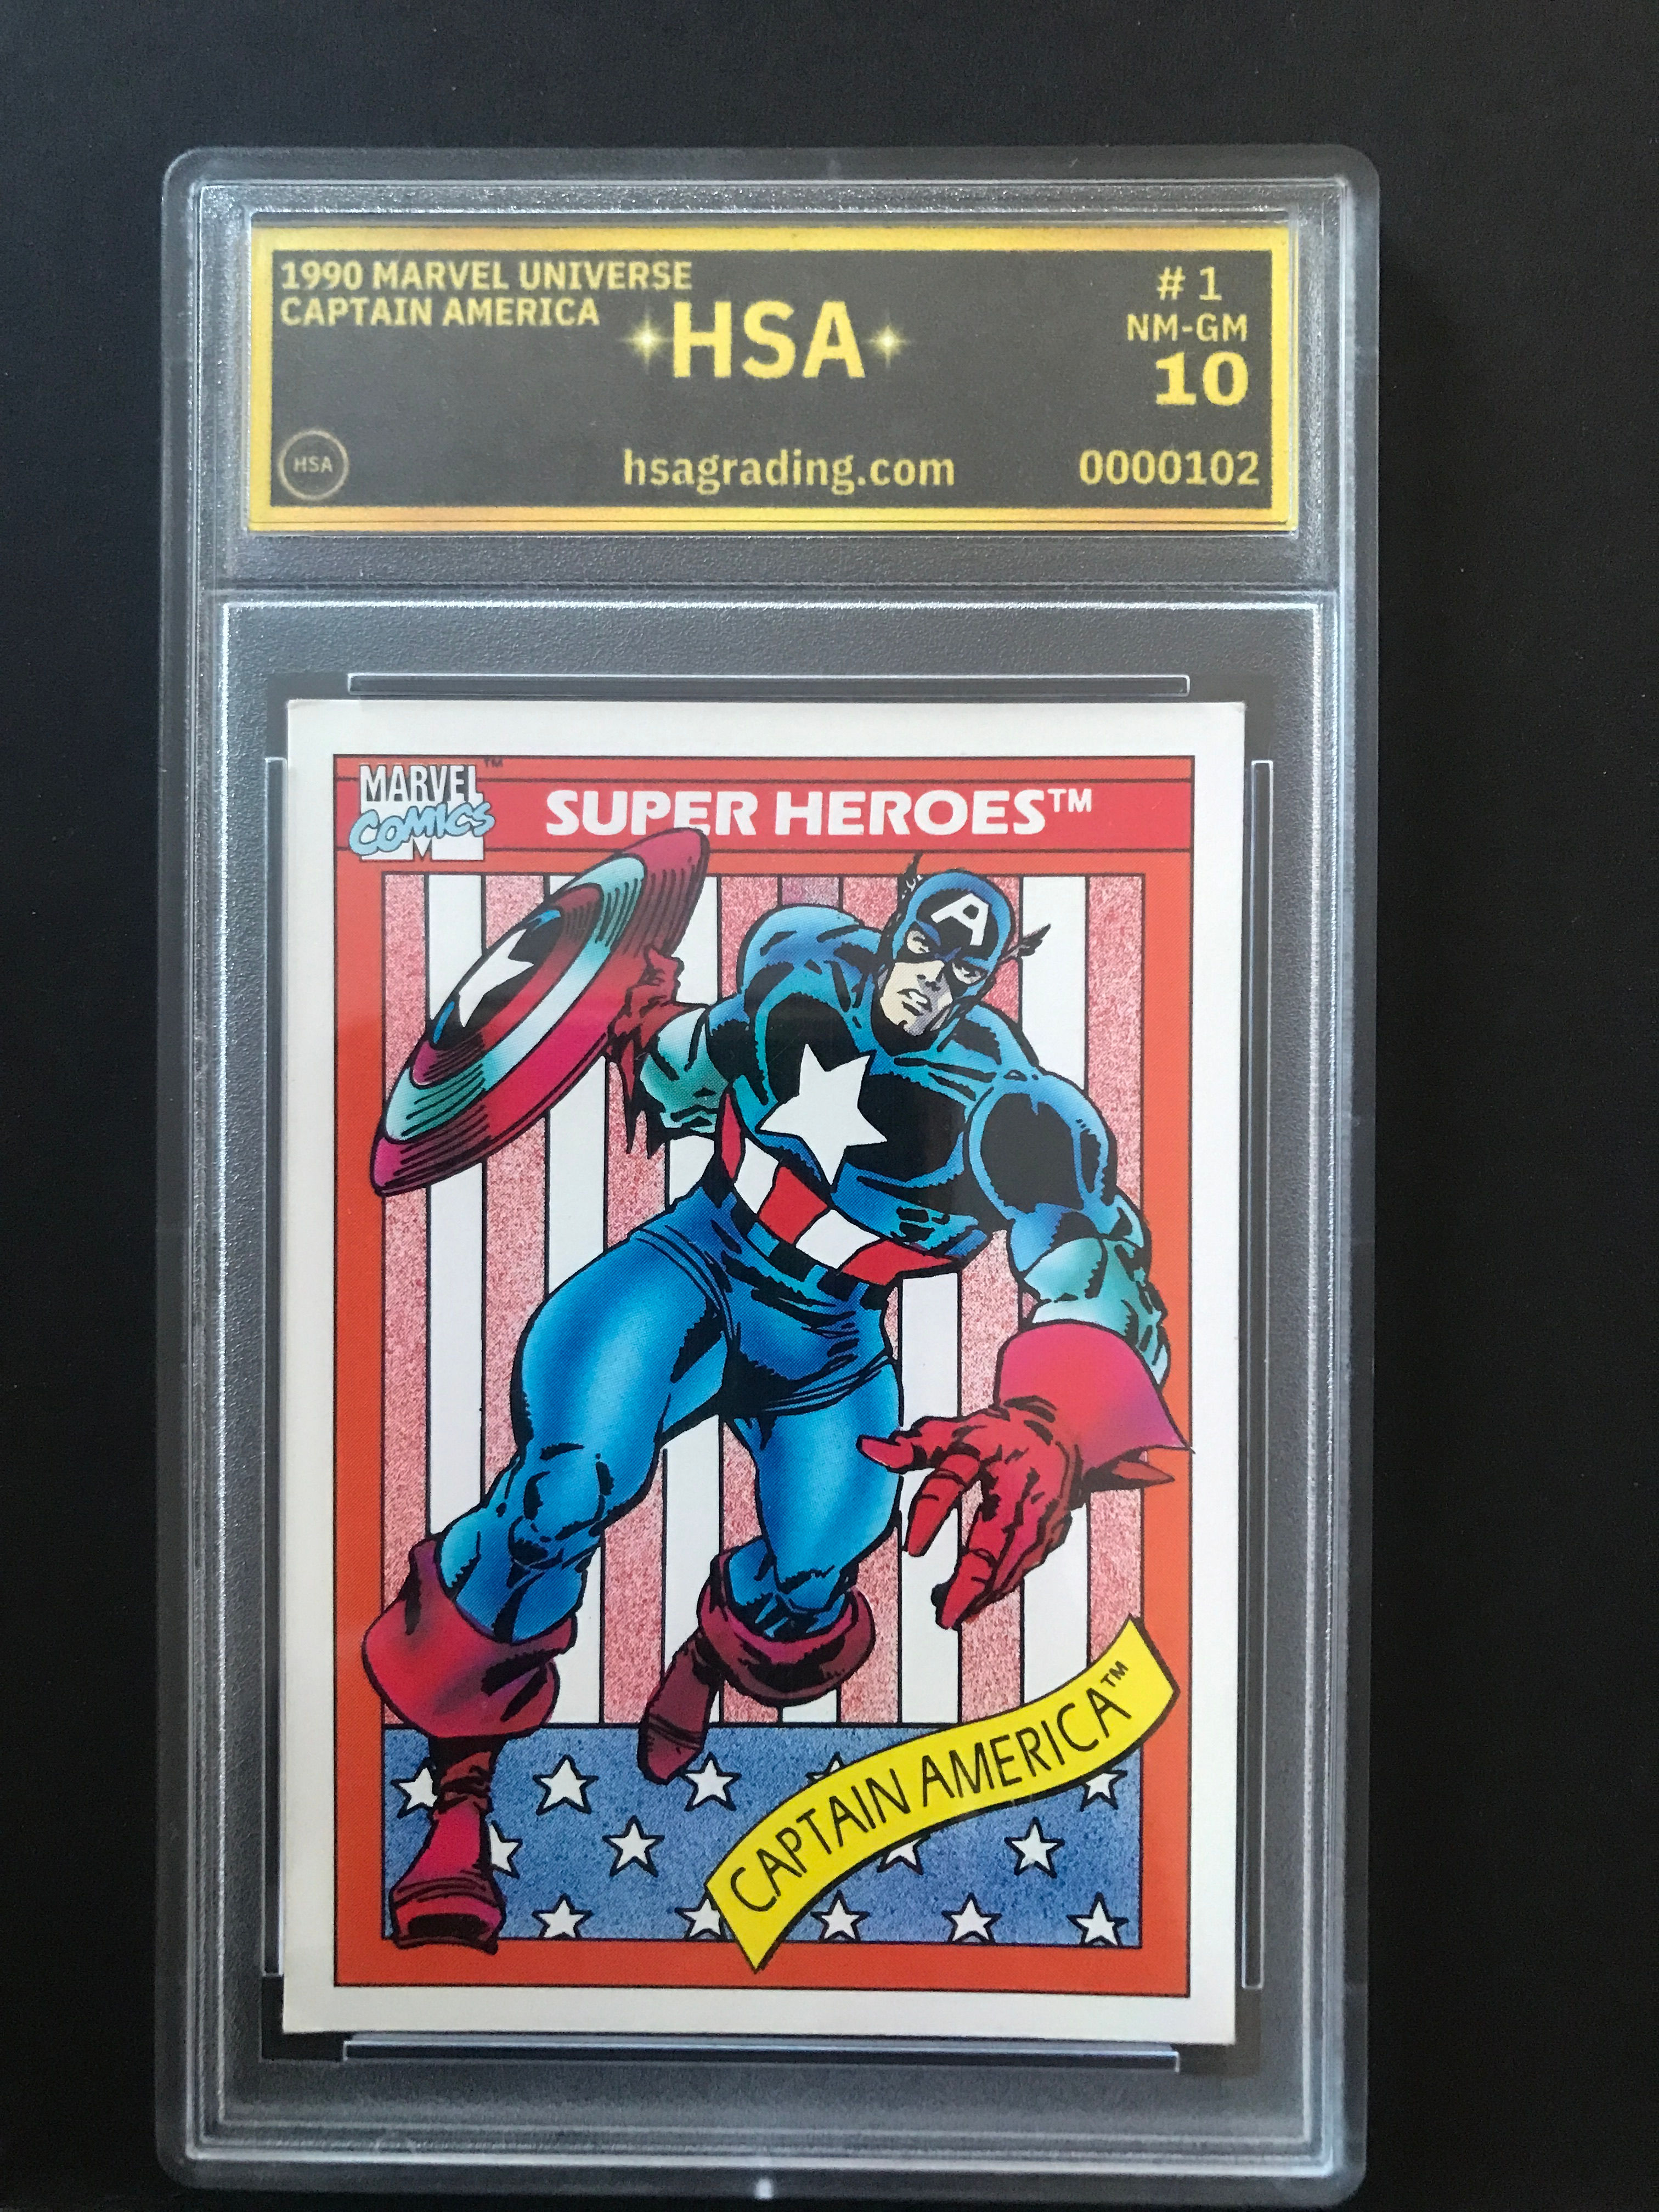 1990 MARVEL UNIVERSE
CAPTAIN AMERICA
HSA
# 1
NM-GM
10
HSA
hsagrading.com
0000102
MARVEL™
COMICS
SUPER HEROES™
A
CAPTAIN AMERICA™